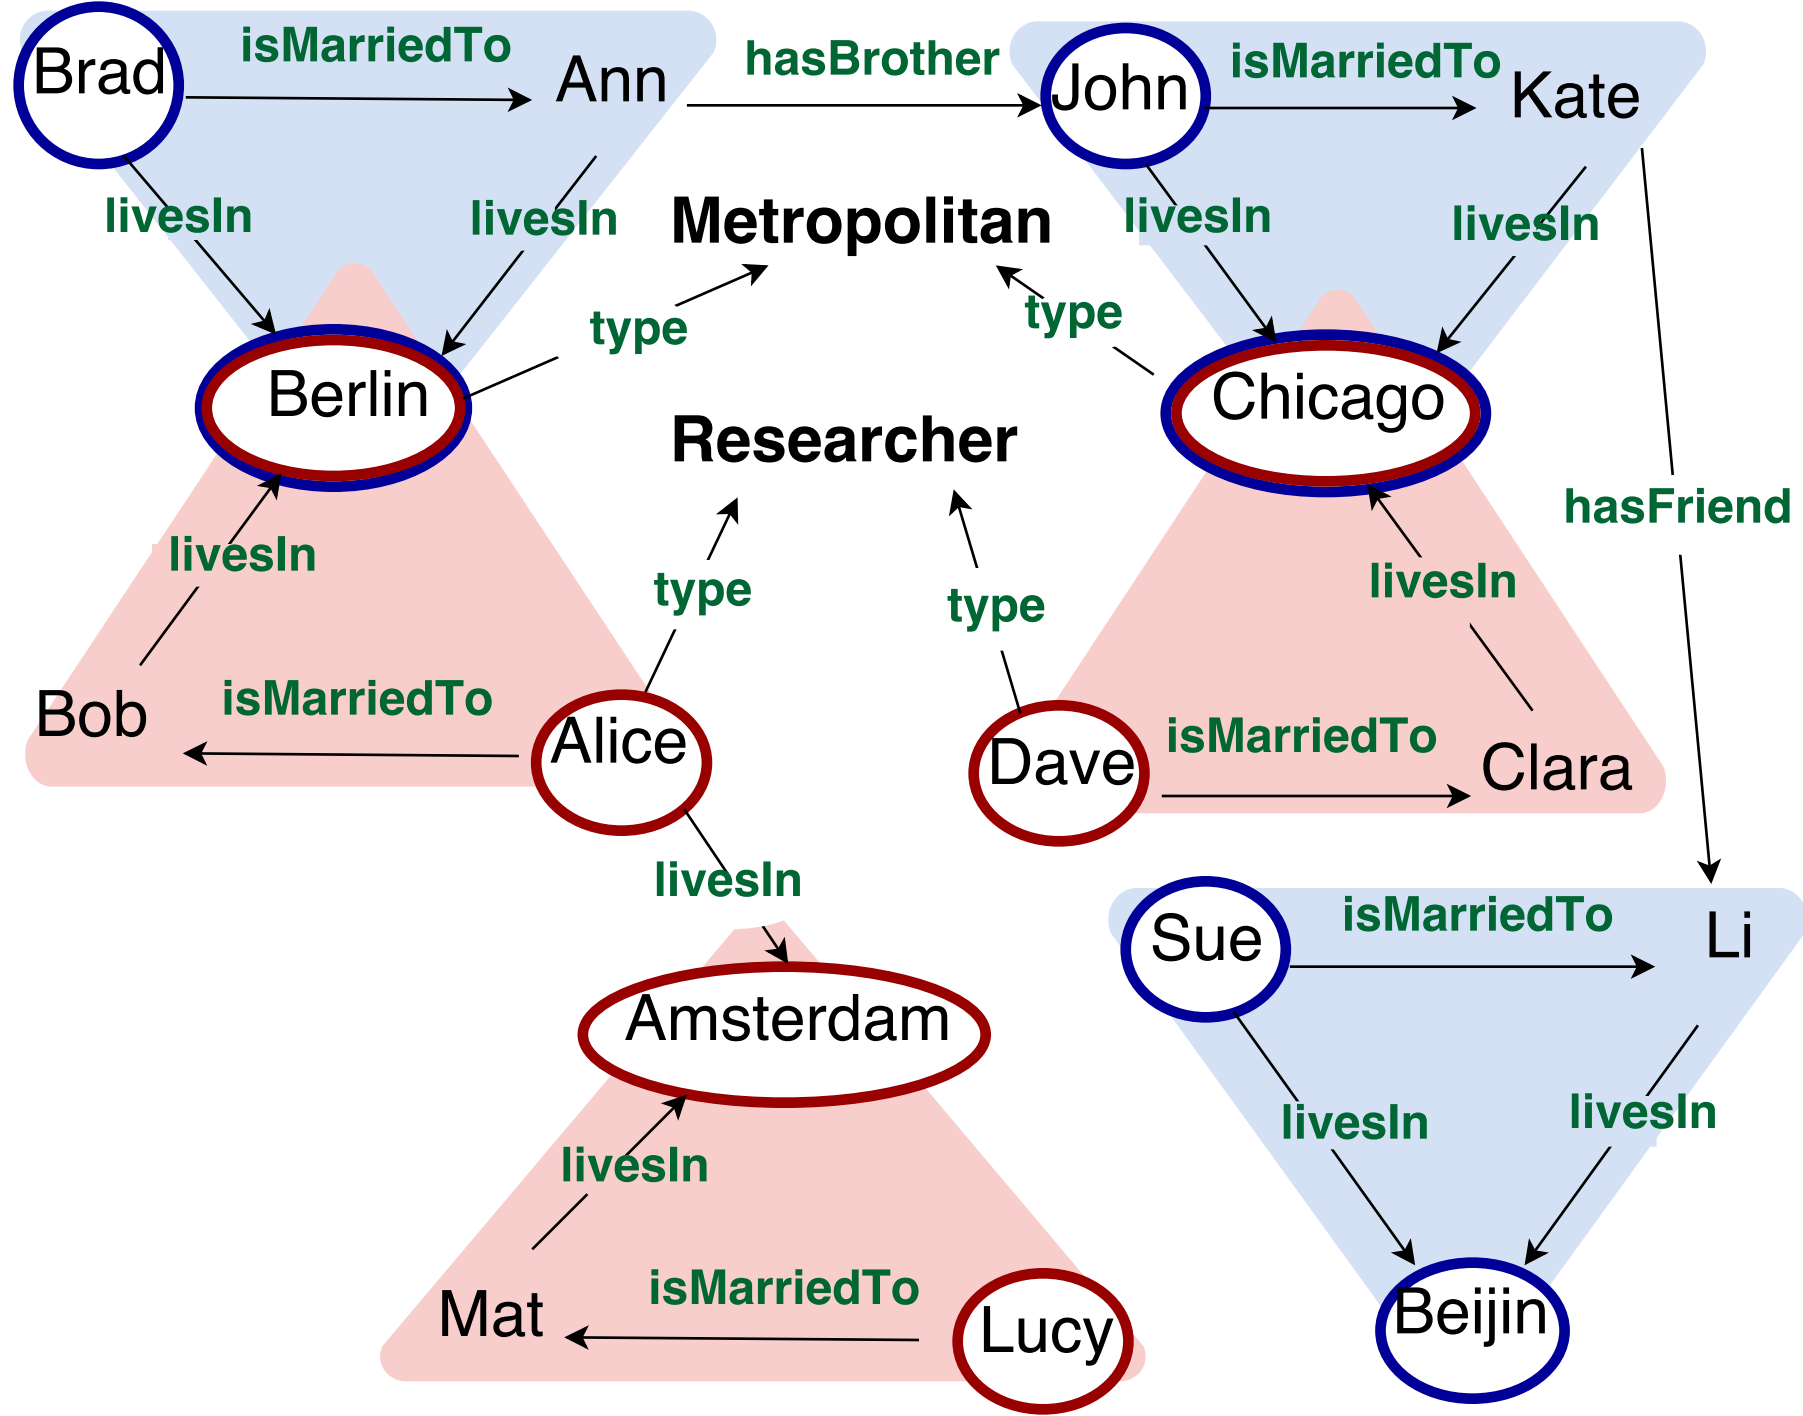 Brad
isMarriedTo
Ann
hasBrother
John
isMarriedTo
Kate
livesIn
livesIn
Metropolitan
livesIn
livesIn
type
type
Berlin
Chicago
Researcher
hasFriend
livesIn
type
type
livesIn
Bob
isMarriedTo
Alice
Dave
isMarriedTo
Clara
livesIn
Sue
isMarriedTo
Li
Amsterdam
livesIn
livesIn
livesIn
Mat
isMarriedTo
Lucy
Beijin